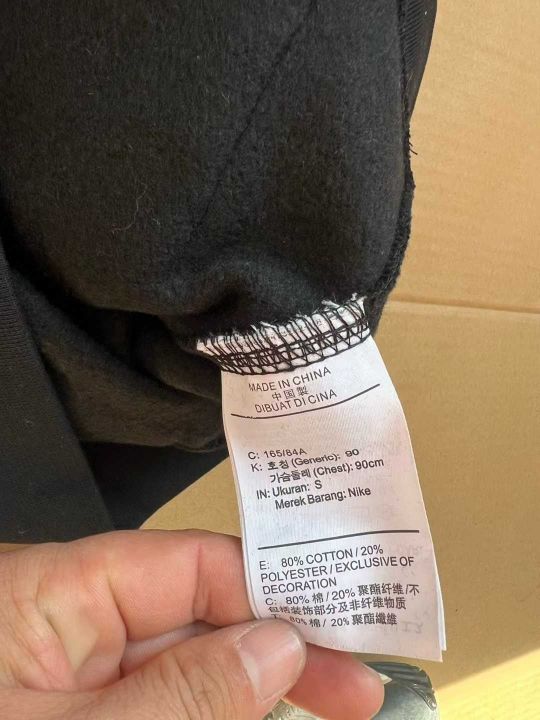 MADE IN CHINA
中国製
DIBUAT DI CINA
C: 165/84A
K: 호칭 (Generic): 90
가슴둘레 (Chest): 90cm
IN: Ukuran: S
Merek Barang: Nike
E: 80% COTTON / 20%
POLYESTER / EXCLUSIVE OF
DECORATION
C: 80% 棉 / 20% 聚酯纤维/不
包括装饰部分及非纤维物质
80% 棉/ 20% 聚酯纖維